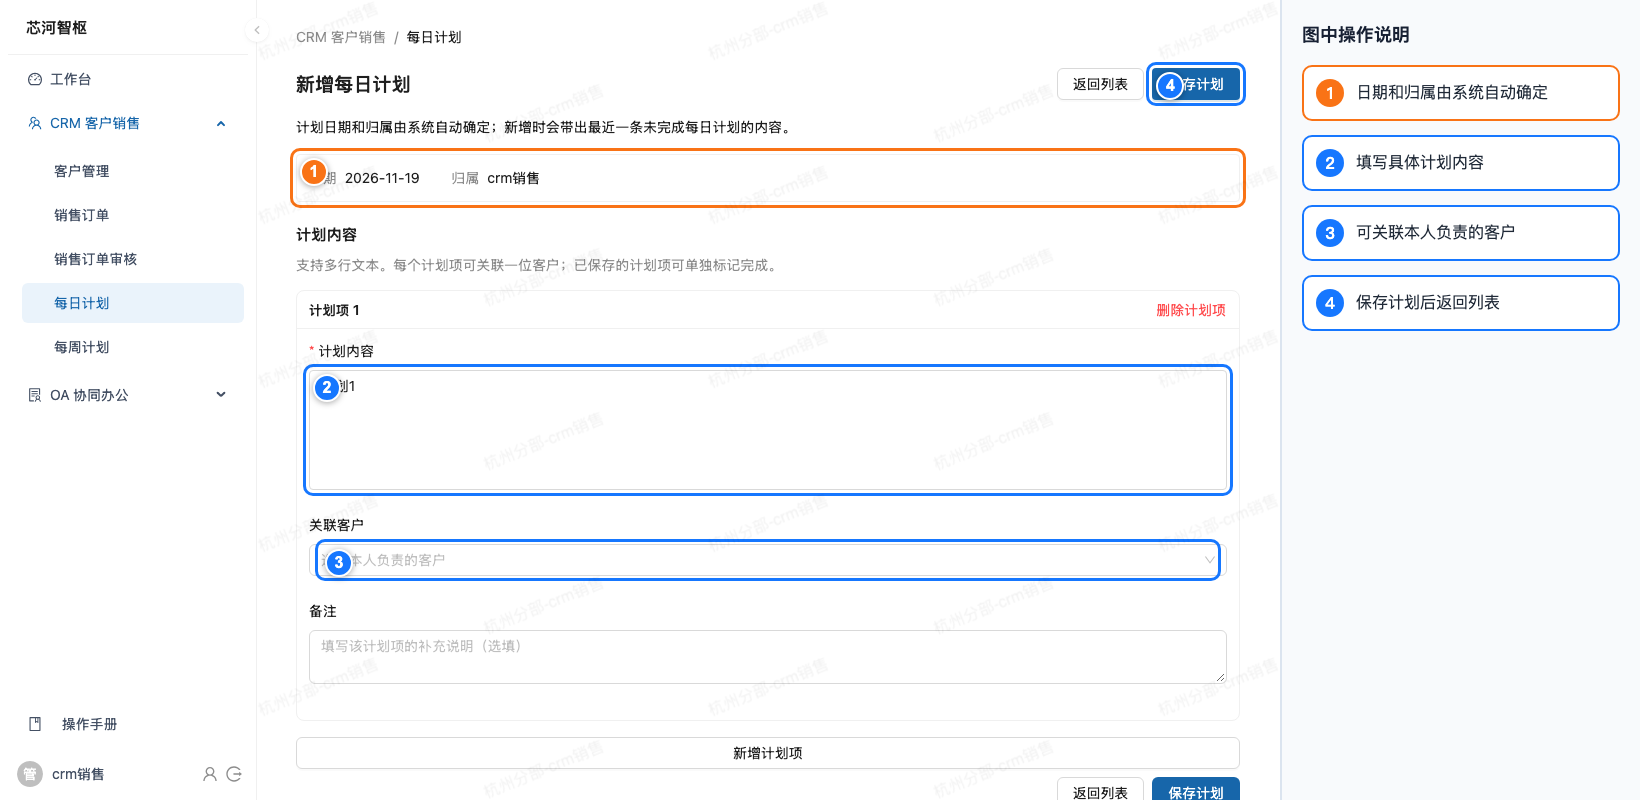 芯河智枢
工作台
CRM 客户销售
客户管理
销售订单
销售订单审核
每日计划
每周计划
OA 协同办公
操作手册
管 crm销售
CRM 客户销售 / 每日计划
新增每日计划
返回列表
4 存计划
计划日期和归属由系统自动确定；新增时会带出最近一条未完成每日计划的内容。
1 期 2026-11-19 归属 crm销售
计划内容
支持多行文本。每个计划项可关联一位客户；已保存的计划项可单独标记完成。
计划项 1
删除计划项
* 计划内容
2 划1
关联客户
3 本人负责的客户
备注
填写该计划项的补充说明（选填）
新增计划项
返回列表
保存计划
图中操作说明
1 日期和归属由系统自动确定
2 填写具体计划内容
3 可关联本人负责的客户
4 保存计划后返回列表
杭州分部-crm销售